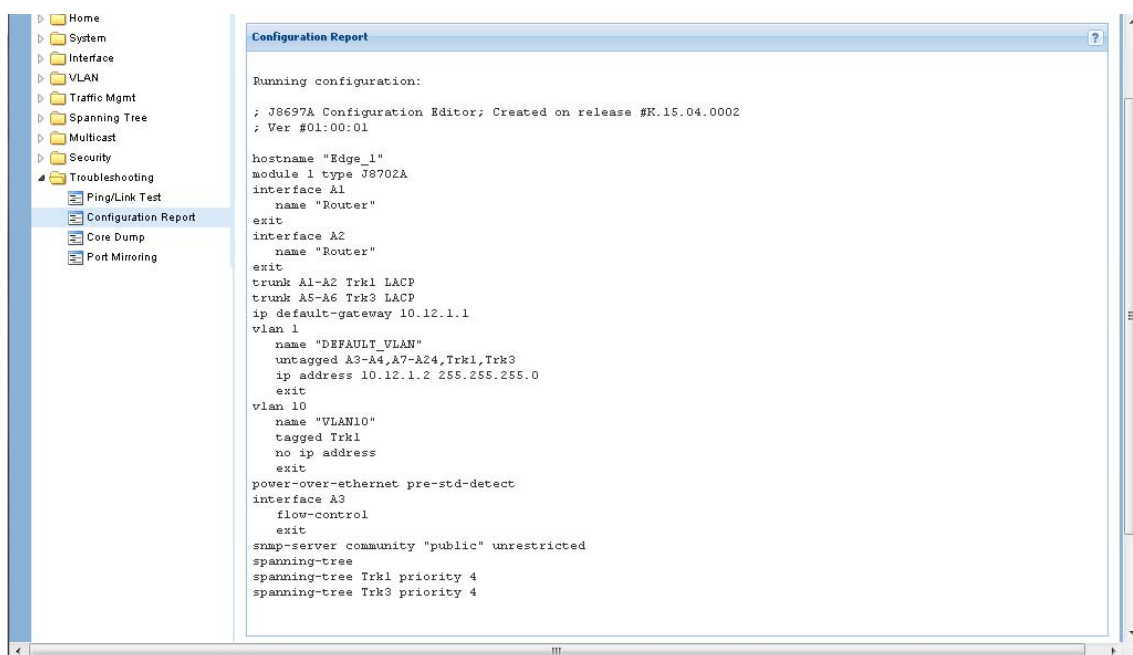 Home
System
Interface
VLAN
Traffic Mgmt
Spanning Tree
Multicast
Security
Troubleshooting
Ping/Link Test
Configuration Report
Core Dump
Port Mirroring
Configuration Report
?
Running configuration:
; J8697A Configuration Editor; Created on release #K.15.04.0002
; Ver #01:00:01
hostname "Edge_1"
module 1 type J8702A
interface A1
name "Router"
exit
interface A2
name "Router"
exit
trunk A1-A2 Trk1 LACP
trunk A5-A6 Trk3 LACP
ip default-gateway 10.12.1.1
vlan 1
name "DEFAULT_VLAN"
untagged A3-A4,A7-A24,Trk1,Trk3
ip address 10.12.1.2 255.255.255.0
exit
vlan 10
name "VLAN10"
tagged Trk1
no ip address
exit
power-over-ethernet pre-std-detect
interface A3
flow-control
exit
snmp-server community "public" unrestricted
spanning-tree
spanning-tree Trk1 priority 4
spanning-tree Trk3 priority 4